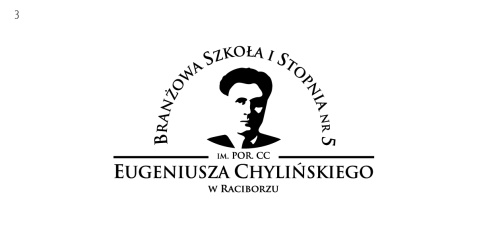 3
BRANŻOWA SZKOŁA I STOPNIA NR 5
IM. POR. CC
EUGENIUSZA CHYLIŃSKIEGO
W RACIBORZU